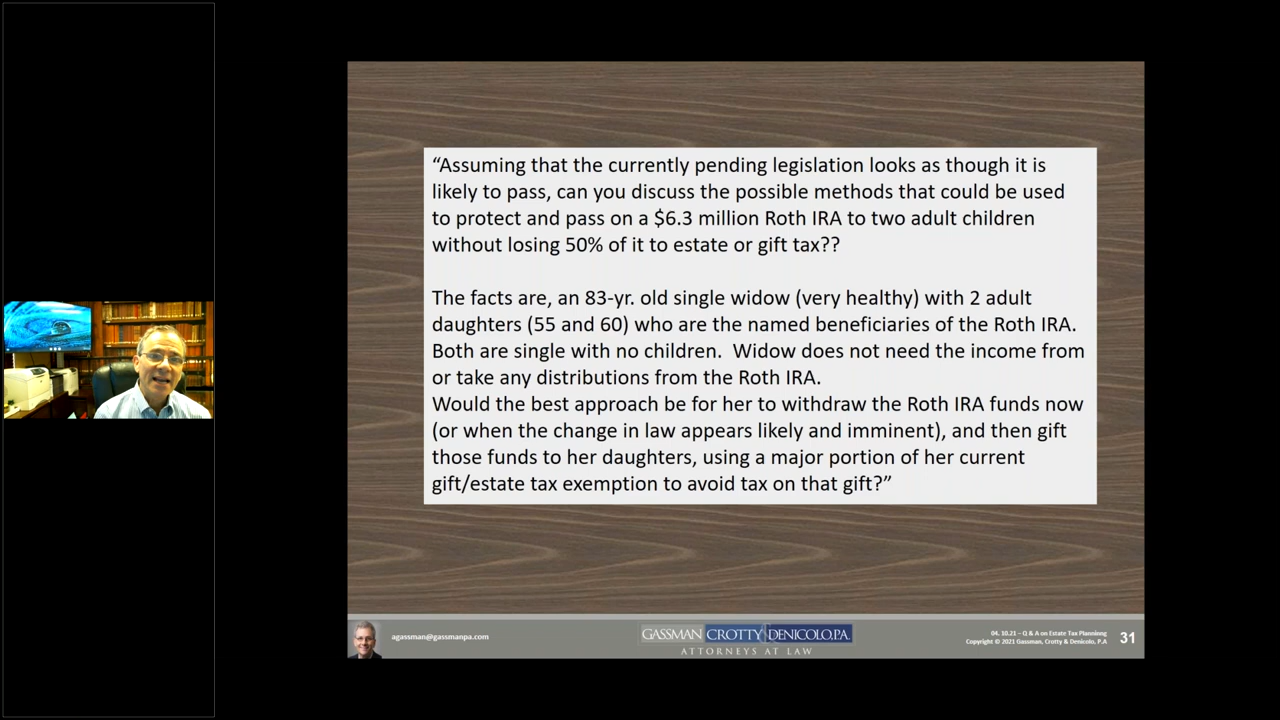 “Assuming that the currently pending legislation looks as though it is
likely to pass, can you discuss the possible methods that could be used
to protect and pass on a $6.3 million Roth IRA to two adult children
without losing 50% of it to estate or gift tax??
The facts are, an 83-yr. old single widow (very healthy) with 2 adult
daughters (55 and 60) who are the named beneficiaries of the Roth IRA.
Both are single with no children.  Widow does not need the income from
or take any distributions from the Roth IRA.
Would the best approach be for her to withdraw the Roth IRA funds now
(or when the change in law appears likely and imminent), and then gift
those funds to her daughters, using a major portion of her current
gift/estate tax exemption to avoid tax on that gift?”
agassman@gassmanpa.com
GASSMAN CROTTY DENICOLO, P.A.
ATTORNEYS AT LAW
04.10.21 – Q & A on Estate Tax Planninng
Copyright © 2021 Gassman, Crotty & Denicolo, P.A
31